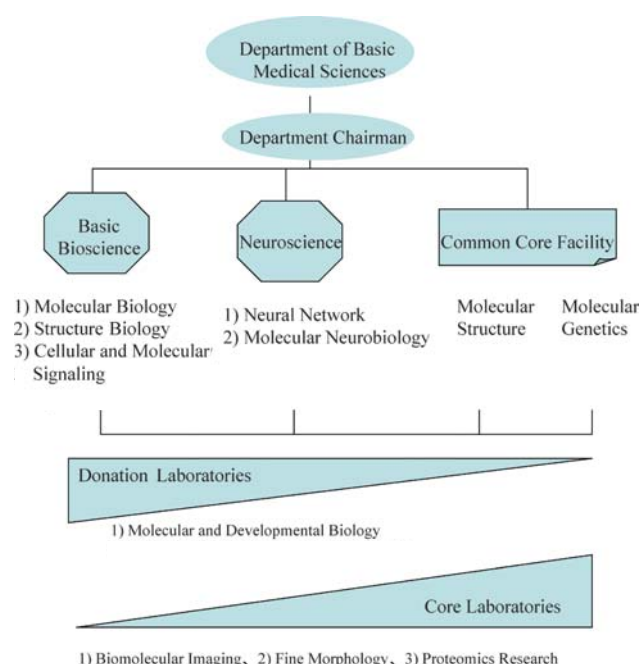 Department of Basic
Medical Sciences
Department Chairman
Basic
Bioscience
Neuroscience
Common Core Facility
1) Molecular Biology
2) Structure Biology
3) Cellular and Molecular
Signaling
1) Neural Network
2) Molecular Neurobiology
Molecular
Structure
Molecular
Genetics
Donation Laboratories
1) Molecular and Developmental Biology
Core Laboratories
1) Biomolecular Imaging、2) Fine Morphology、3) Proteomics Research